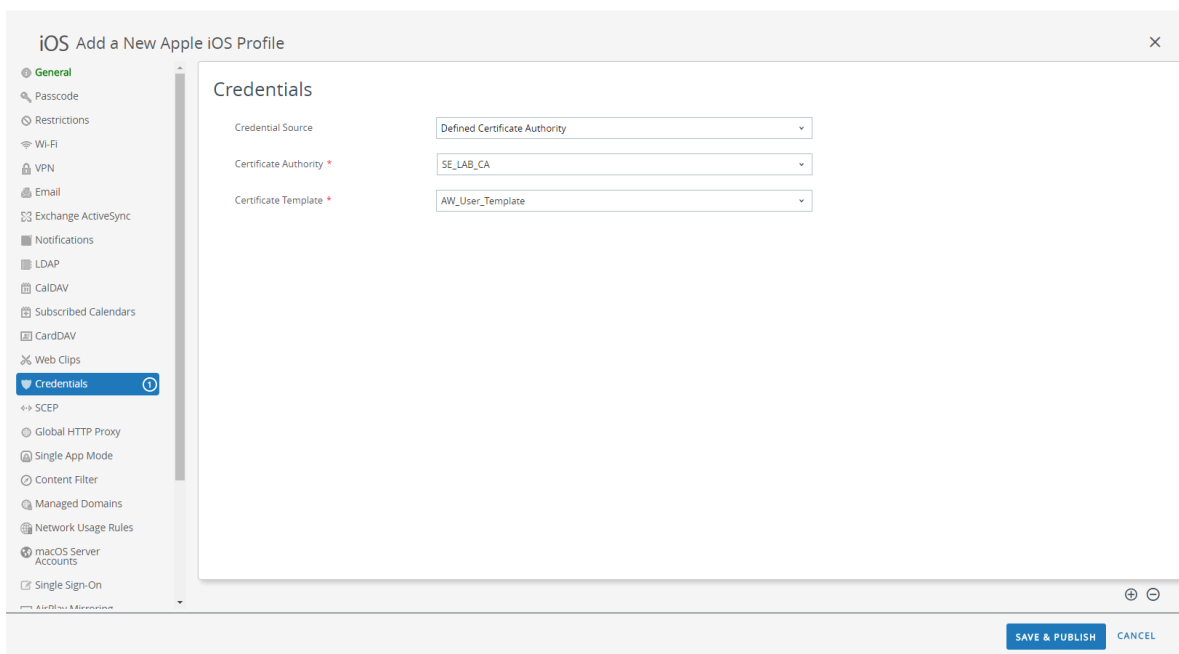 iOS Add a New Apple iOS Profile
General
Passcode
Restrictions
Wi-Fi
VPN
Email
Exchange ActiveSync
Notifications
LDAP
CalDAV
Subscribed Calendars
CardDAV
Web Clips
Credentials 1
SCEP
Global HTTP Proxy
Single App Mode
Content Filter
Managed Domains
Network Usage Rules
macOS Server
Accounts
Single Sign-On
AirPlay Mirroring
Credentials
Credential Source Defined Certificate Authority
Certificate Authority * SE_LAB_CA
Certificate Template * AW_User_Template
SAVE & PUBLISH CANCEL